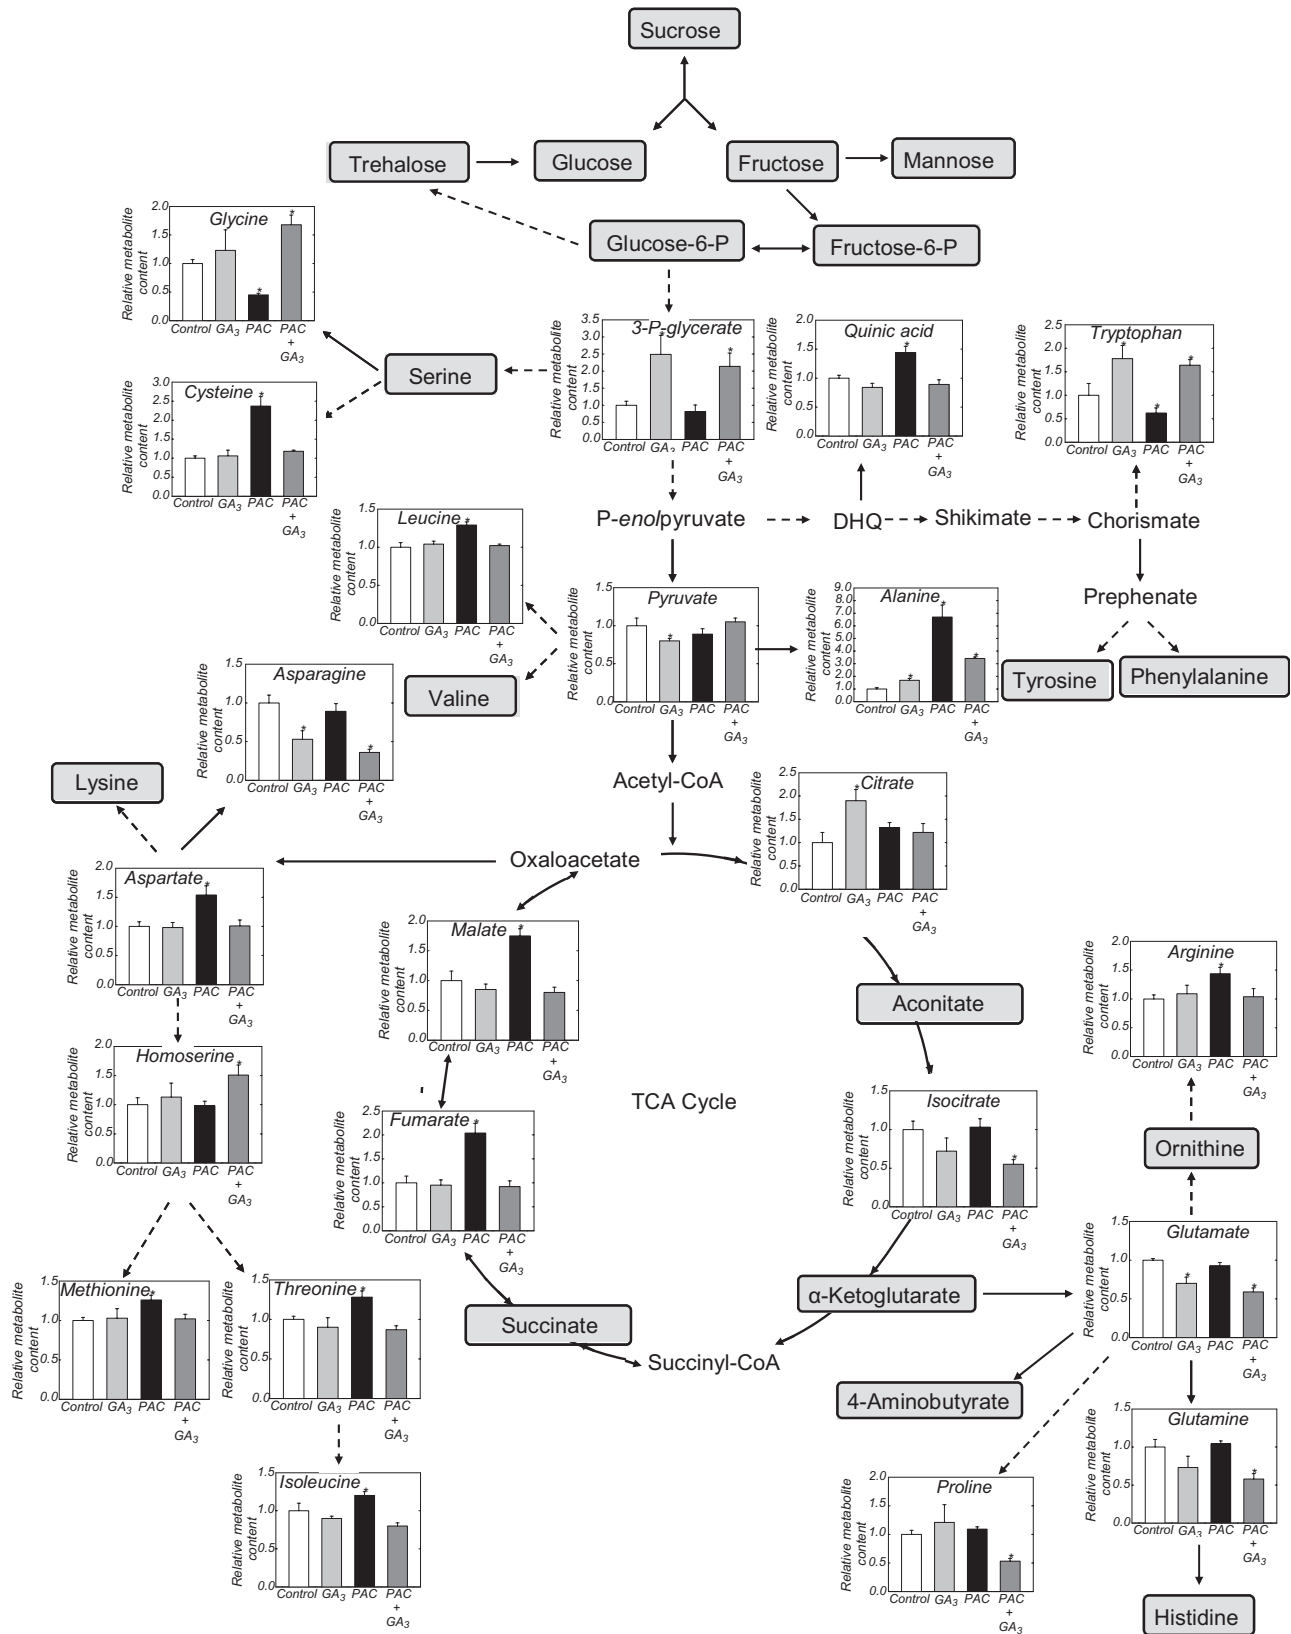 Sucrose
Trehalose
Glucose
Fructose
Mannose
Glucose-6-P
Fructose-6-P
Relative metabolite
content
Glycine
2.0
1.5
1.0
0.5
0.0
Control GA3 PAC PAC
+
GA3
Serine
Relative metabolite
content
3-P-glycerate
3.5
3.0
2.5
2.0
1.5
1.0
0.5
0.0
*
*
Control GA3 PAC PAC
+
GA3
Relative metabolite
content
Quinic acid
2.0
1.5
1.0
0.5
0.0
*
Control GA3 PAC PAC
+
GA3
Relative metabolite
content
Tryptophan
2.5
2.0
1.5
1.0
0.5
0.0
*
*
*
Control GA3 PAC PAC
+
GA3
Relative metabolite
content
Cysteine
3.0
2.5
2.0
1.5
1.0
0.5
0.0
*
Control GA3 PAC PAC
+
GA3
P-enolpyruvate
DHQ
Shikimate
Chorismate
Relative metabolite
content
Leucine
1.5
1.0
0.5
0.0
*
Control GA3 PAC PAC
+
GA3
Relative metabolite
content
Pyruvate
1.5
1.0
0.5
0.0
*
Control GA3 PAC PAC
+
GA3
Relative metabolite
content
Alanine
9.0
8.0
7.0
6.0
5.0
4.0
3.0
2.0
1.0
0.0
*
*
*
Control GA3 PAC PAC
+
GA3
Prephenate
Tyrosine
Phenylalanine
Valine
Relative metabolite
content
Asparagine
1.5
1.0
0.5
0.0
*
*
Control GA3 PAC PAC
+
GA3
Lysine
Acetyl-CoA
Oxaloacetate
Relative metabolite
content
Citrate
2.5
2.0
1.5
1.0
0.5
0.0
*
Control GA3 PAC PAC
+
GA3
Relative metabolite
content
Aspartate
2.0
1.5
1.0
0.5
0.0
*
Control GA3 PAC PAC
+
GA3
Relative metabolite
content
Malate
2.0
1.5
1.0
0.5
0.0
*
Control GA3 PAC PAC
+
GA3
Aconitate
Relative metabolite
content
Arginine
2.0
1.5
1.0
0.5
0.0
*
Control GA3 PAC PAC
+
GA3
Relative metabolite
content
Homoserine
2.0
1.5
1.0
0.5
0.0
*
Control GA3 PAC PAC
+
GA3
TCA Cycle
Relative metabolite
content
Fumarate
2.5
2.0
1.5
1.0
0.5
0.0
*
Control GA3 PAC PAC
+
GA3
Relative metabolite
content
Isocitrate
1.5
1.0
0.5
0.0
*
Control GA3 PAC PAC
+
GA3
Ornithine
Relative metabolite
content
Glutamate
1.5
1.0
0.5
0.0
*
*
Control GA3 PAC PAC
+
GA3
Relative metabolite
content
Methionine
1.5
1.0
0.5
0.0
*
Control GA3 PAC PAC
+
GA3
Relative metabolite
content
Threonine
1.5
1.0
0.5
0.0
*
Control GA3 PAC PAC
+
GA3
Succinate
α-Ketoglutarate
Succinyl-CoA
4-Aminobutyrate
Relative metabolite
content
Glutamine
1.5
1.0
0.5
0.0
*
Control GA3 PAC PAC
+
GA3
Relative metabolite
content
Isoleucine
1.5
1.0
0.5
0.0
*
Control GA3 PAC PAC
+
GA3
Relative metabolite
content
Proline
2.0
1.5
1.0
0.5
0.0
*
Control GA3 PAC PAC
+
GA3
Histidine